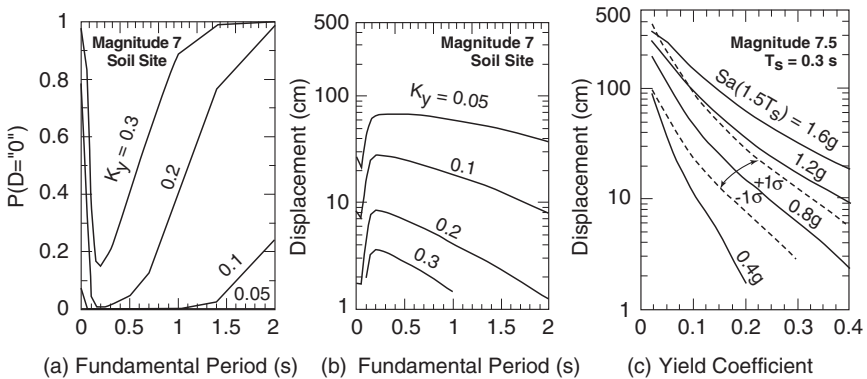 P(D="0")
1
0.8
0.6
0.4
0.2
0
0
0.5
1
1.5
2
Magnitude 7
Soil Site
Ky = 0.3
0.2
0.1
0.05
(a) Fundamental Period (s)
Displacement (cm)
500
100
10
1
0
0.5
1
1.5
2
Magnitude 7
Soil Site
Ky = 0.05
0.1
0.2
0.3
(b) Fundamental Period (s)
Displacement (cm)
500
100
10
1
0
0.1
0.2
0.3
0.4
Magnitude 7.5
Ts = 0.3 s
Sa(1.5Ts) = 1.6g
1.2g
0.8g
0.4g
+1σ
-1σ
(c) Yield Coefficient